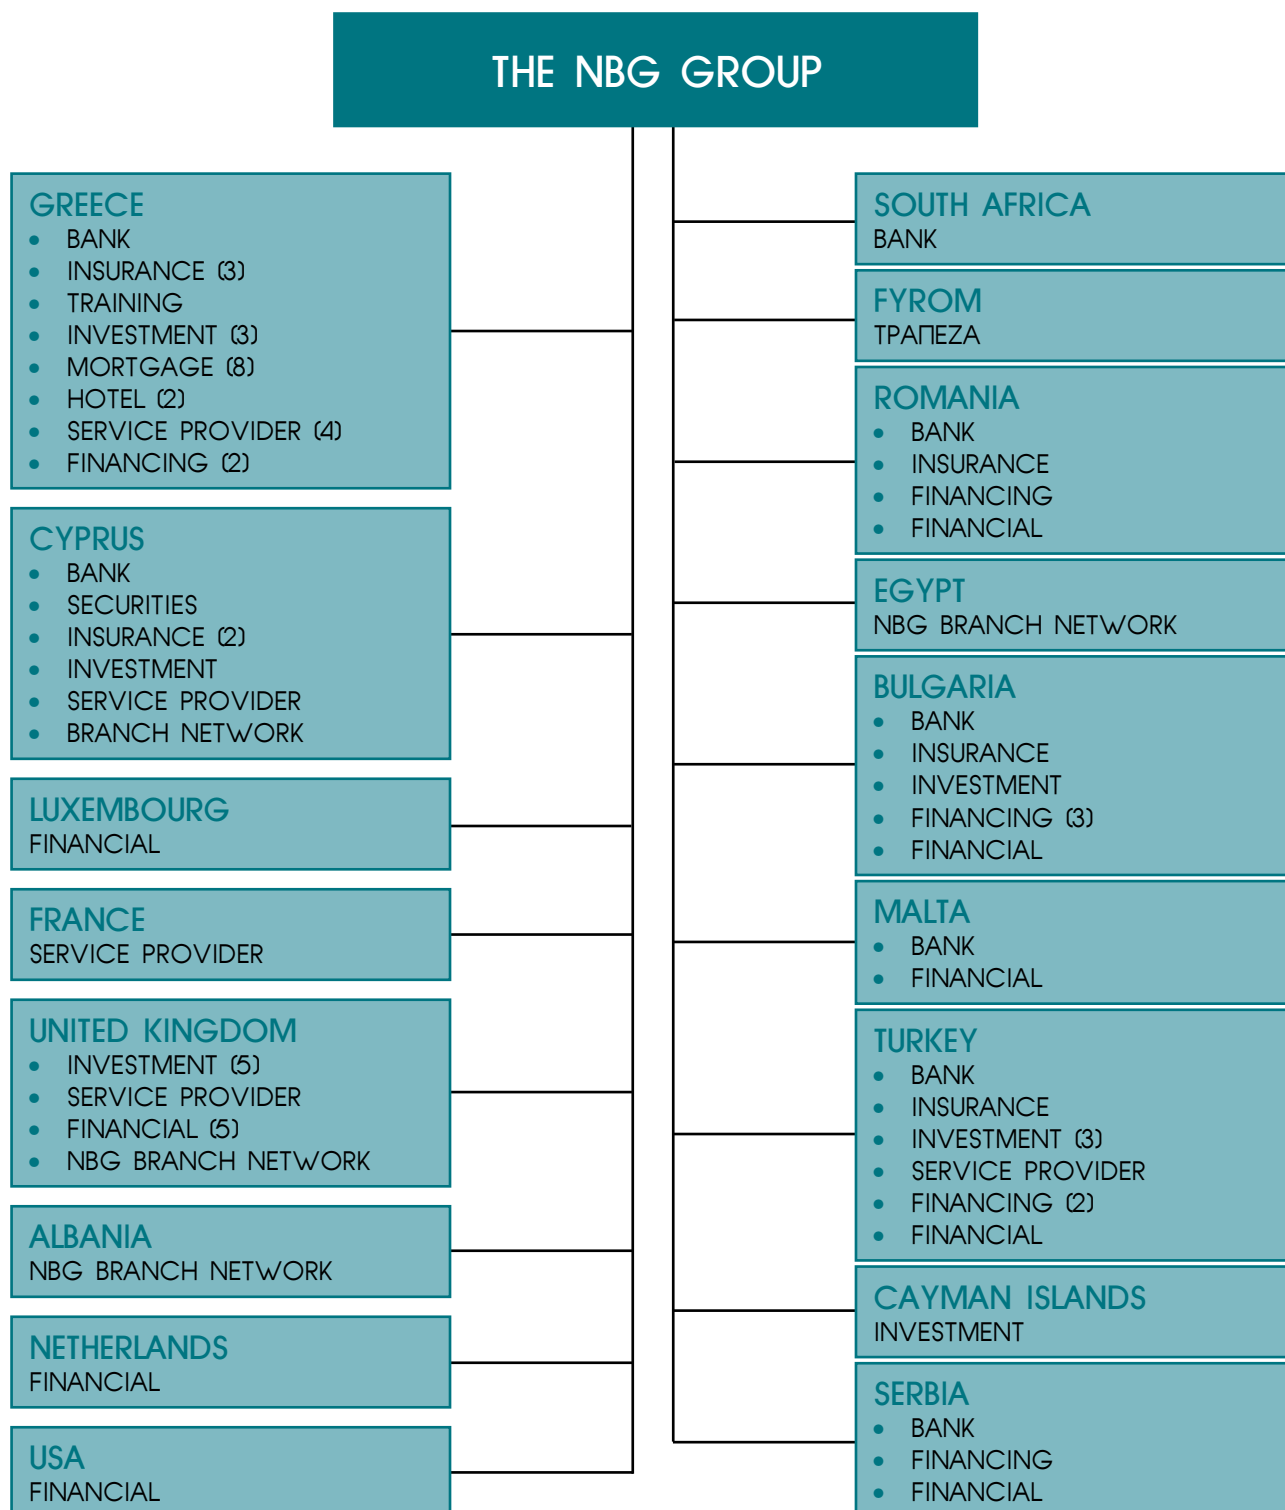 THE NBG GROUP
GREECE
• BANK
• INSURANCE (3)
• TRAINING
• INVESTMENT (3)
• MORTGAGE (8)
• HOTEL (2)
• SERVICE PROVIDER (4)
• FINANCING (2)
CYPRUS
• BANK
• SECURITIES
• INSURANCE (2)
• INVESTMENT
• SERVICE PROVIDER
• BRANCH NETWORK
LUXEMBOURG
FINANCIAL
FRANCE
SERVICE PROVIDER
UNITED KINGDOM
• INVESTMENT (5)
• SERVICE PROVIDER
• FINANCIAL (5)
• NBG BRANCH NETWORK
ALBANIA
NBG BRANCH NETWORK
NETHERLANDS
FINANCIAL
USA
FINANCIAL
SOUTH AFRICA
BANK
FYROM
ΤΡΑΠΕΖΑ
ROMANIA
• BANK
• INSURANCE
• FINANCING
• FINANCIAL
EGYPT
NBG BRANCH NETWORK
BULGARIA
• BANK
• INSURANCE
• INVESTMENT
• FINANCING (3)
• FINANCIAL
MALTA
• BANK
• FINANCIAL
TURKEY
• BANK
• INSURANCE
• INVESTMENT (3)
• SERVICE PROVIDER
• FINANCING (2)
• FINANCIAL
CAYMAN ISLANDS
INVESTMENT
SERBIA
• BANK
• FINANCING
• FINANCIAL